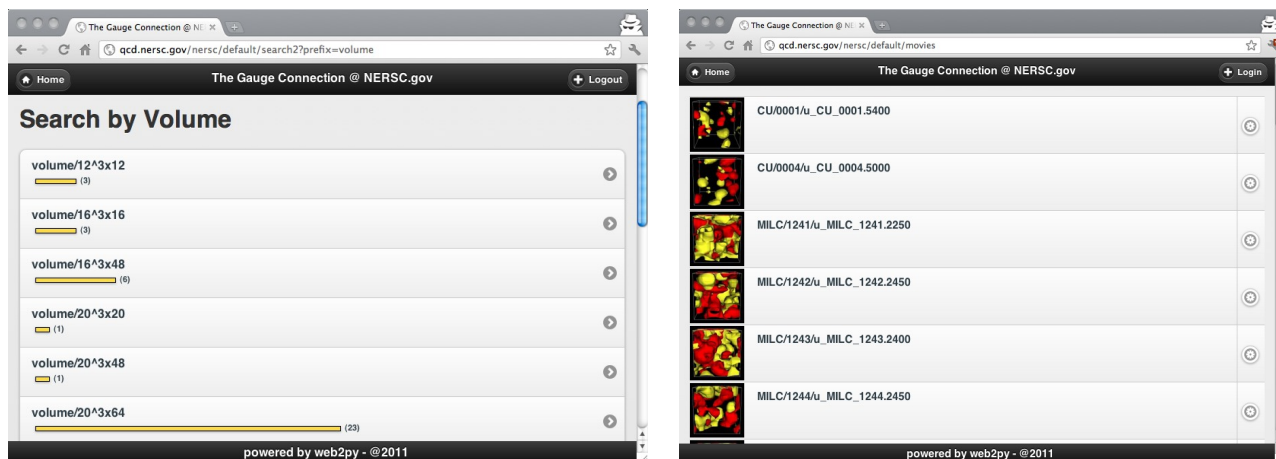 The Gauge Connection @ NE
qcd.nersc.gov/nersc/default/search2?prefix=volume
Home
The Gauge Connection @ NERSC.gov
Logout
Search by Volume
volume/12^3x12
(3)
volume/16^3x16
(3)
volume/16^3x48
(6)
volume/20^3x20
(1)
volume/20^3x48
(1)
volume/20^3x64
(23)
powered by web2py - @2011
The Gauge Connection @ NE
qcd.nersc.gov/nersc/default/movies
Home
The Gauge Connection @ NERSC.gov
Login
CU/0001/u_CU_0001.5400
CU/0004/u_CU_0004.5000
MILC/1241/u_MILC_1241.2250
MILC/1242/u_MILC_1242.2450
MILC/1243/u_MILC_1243.2400
MILC/1244/u_MILC_1244.2450
powered by web2py - @2011